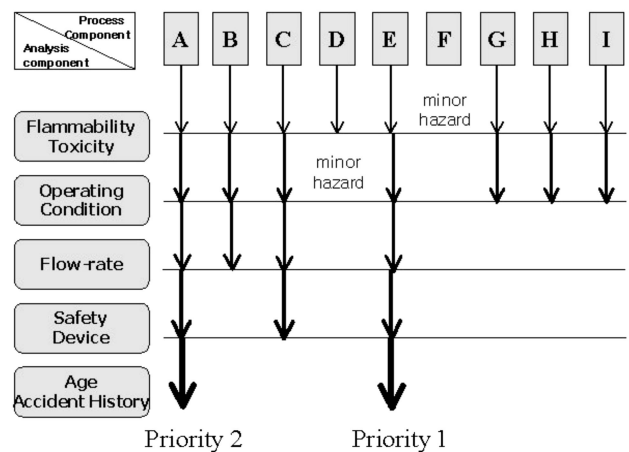 Process
Component
Analysis
component
A B C D E F G H I
minor
hazard
Flammability
Toxicity
minor
hazard
Operating
Condition
Flow-rate
Safety
Device
Age
Accident History
Priority 2 Priority 1